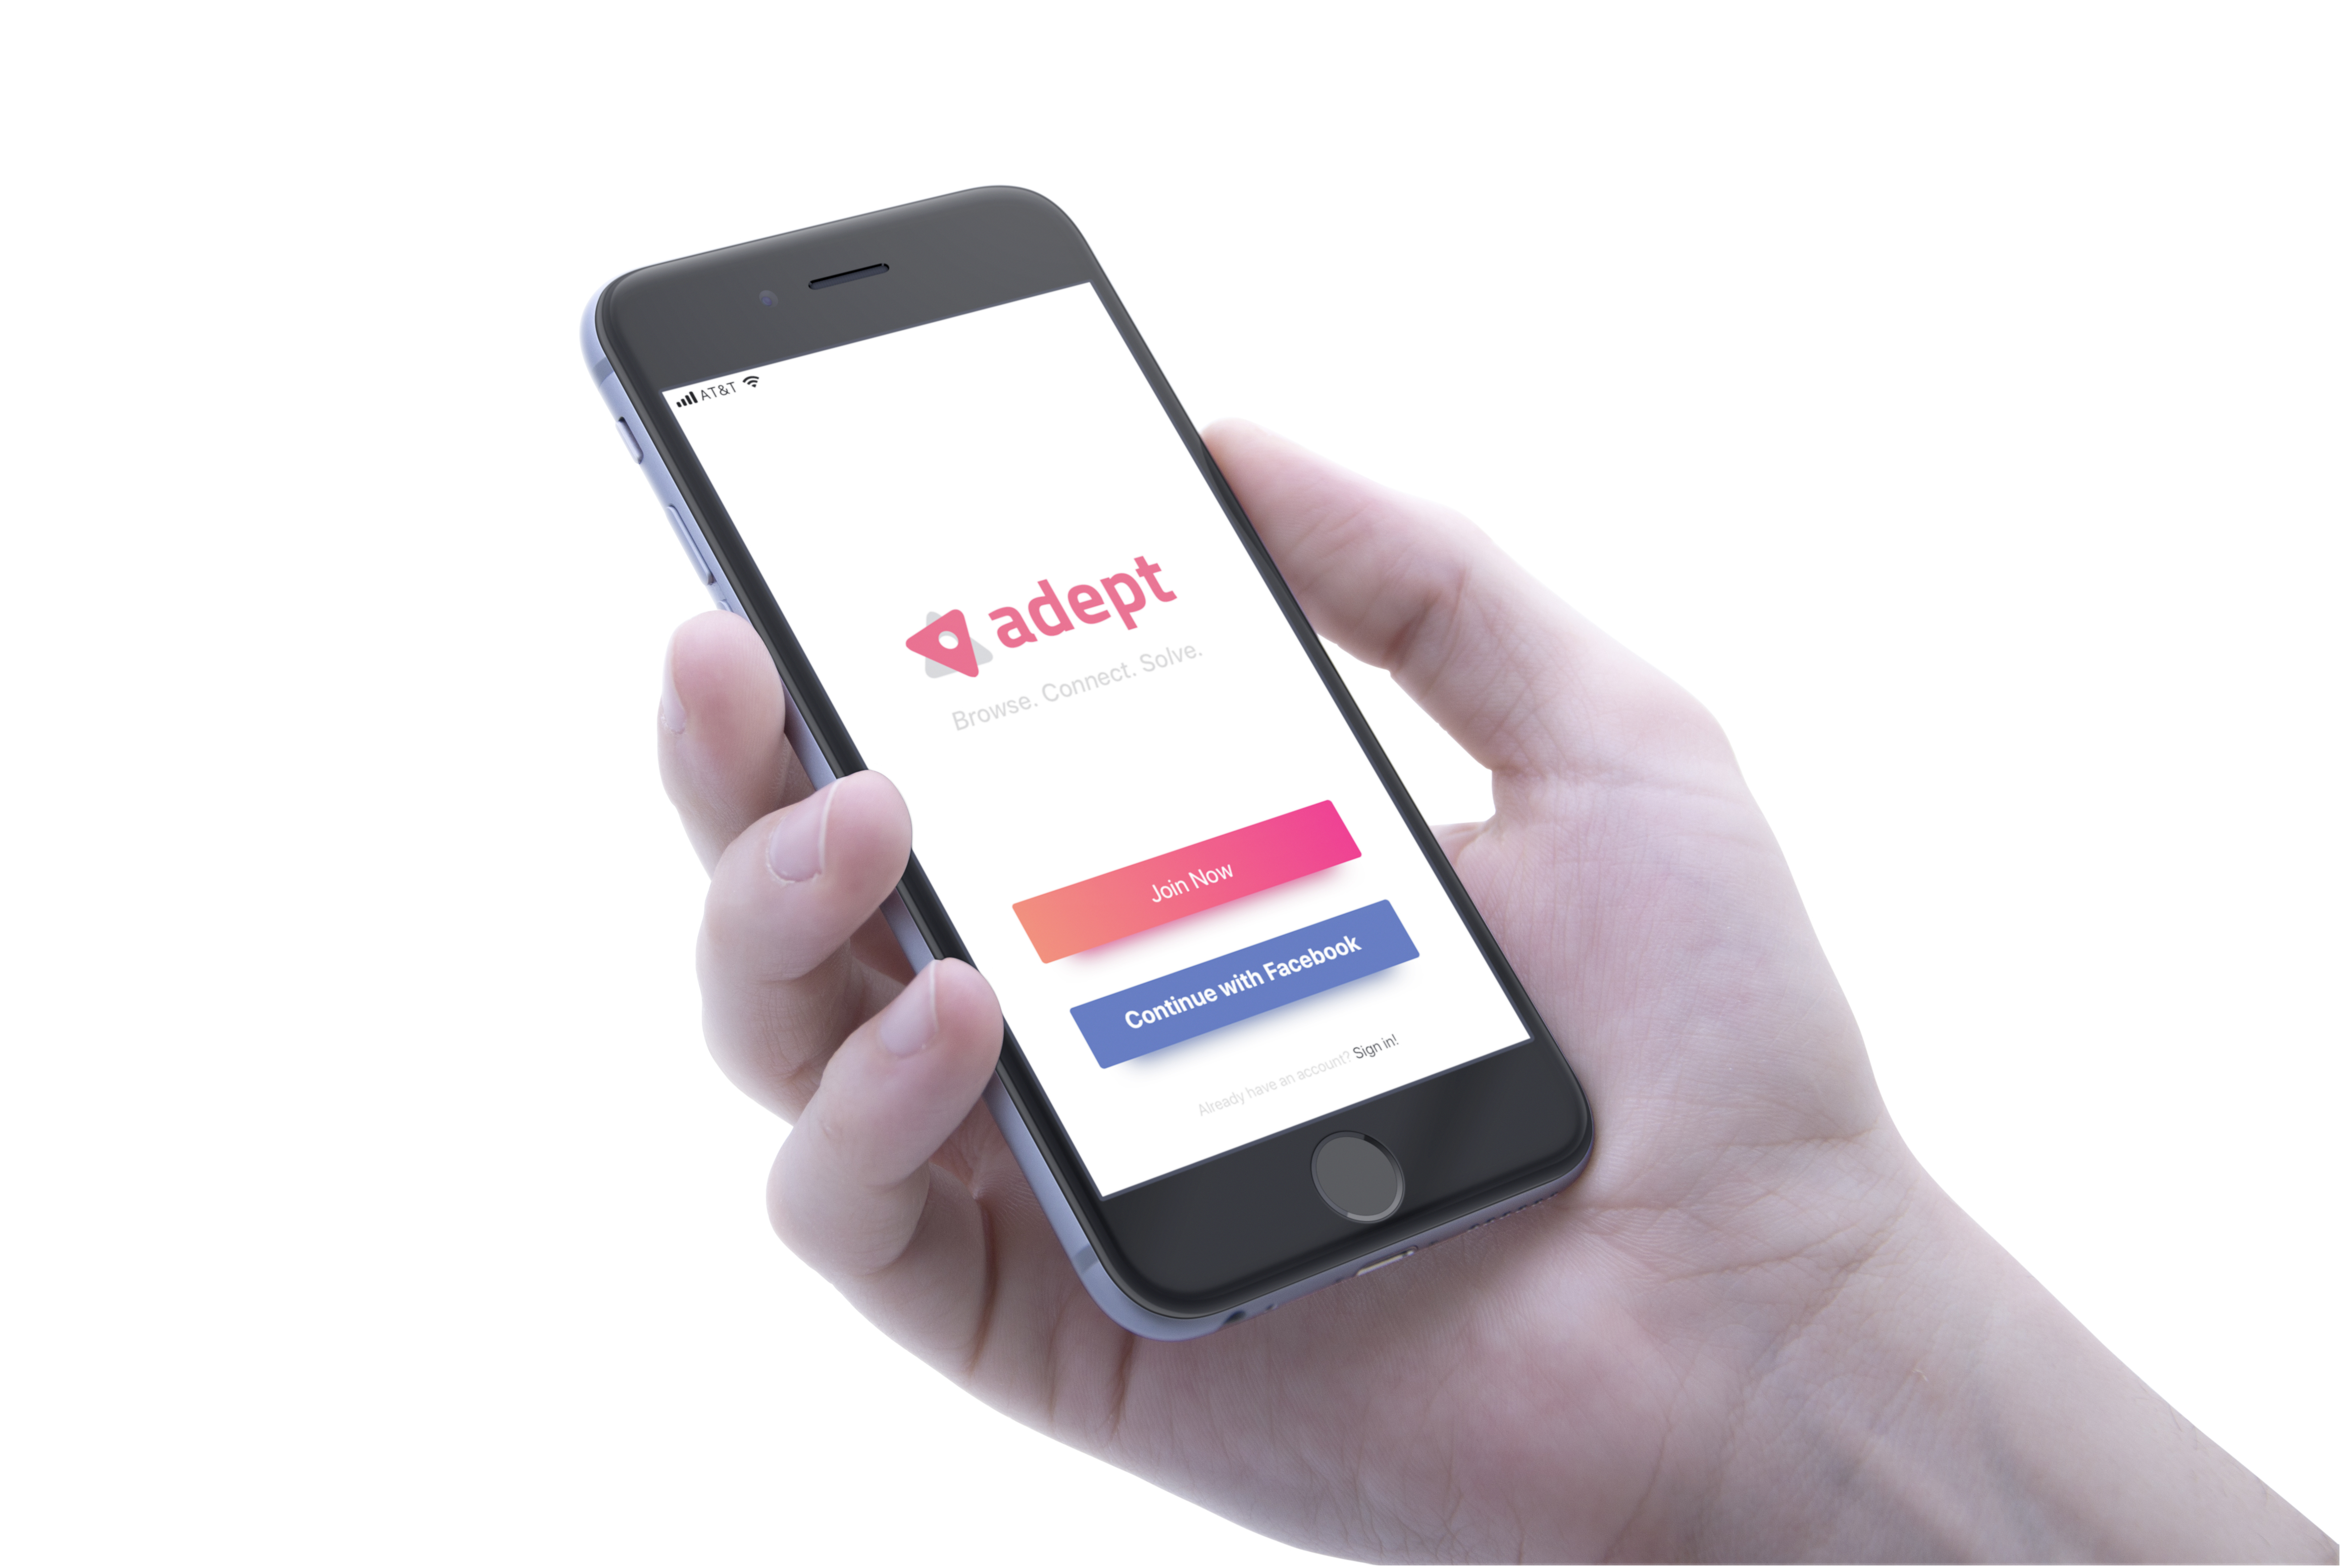 AT&T
adept
Browse. Connect. Solve.
Join Now
Continue with Facebook
Already have an account? Sign in!